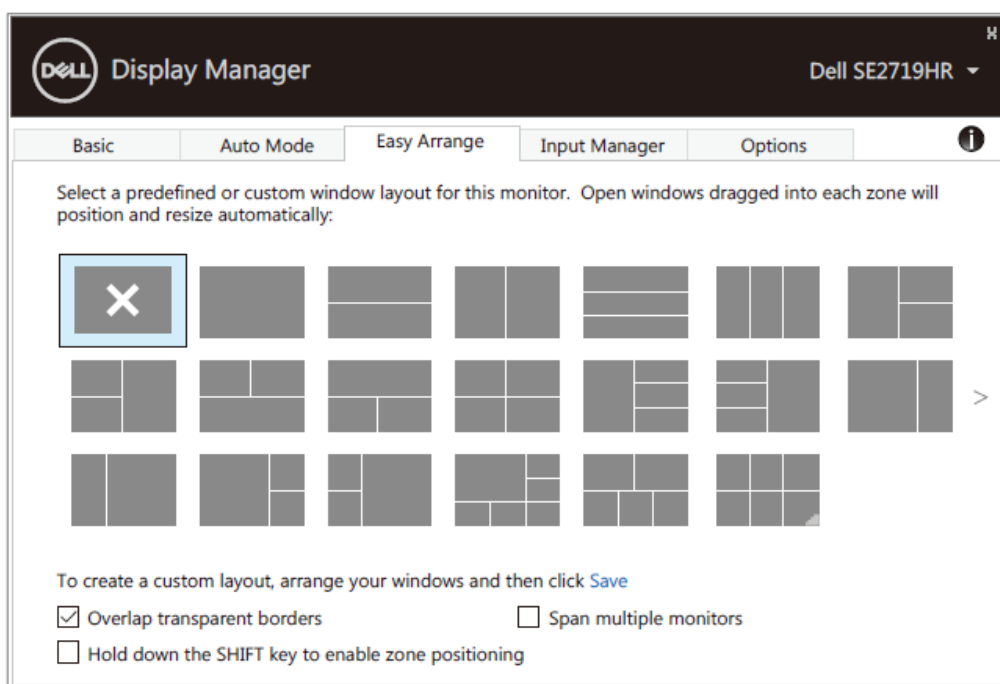 DELL Display Manager
Dell SE2719HR
Basic Auto Mode Easy Arrange Input Manager Options
Select a predefined or custom window layout for this monitor. Open windows dragged into each zone will
position and resize automatically:
>
To create a custom layout, arrange your windows and then click Save
Overlap transparent borders
Span multiple monitors
Hold down the SHIFT key to enable zone positioning